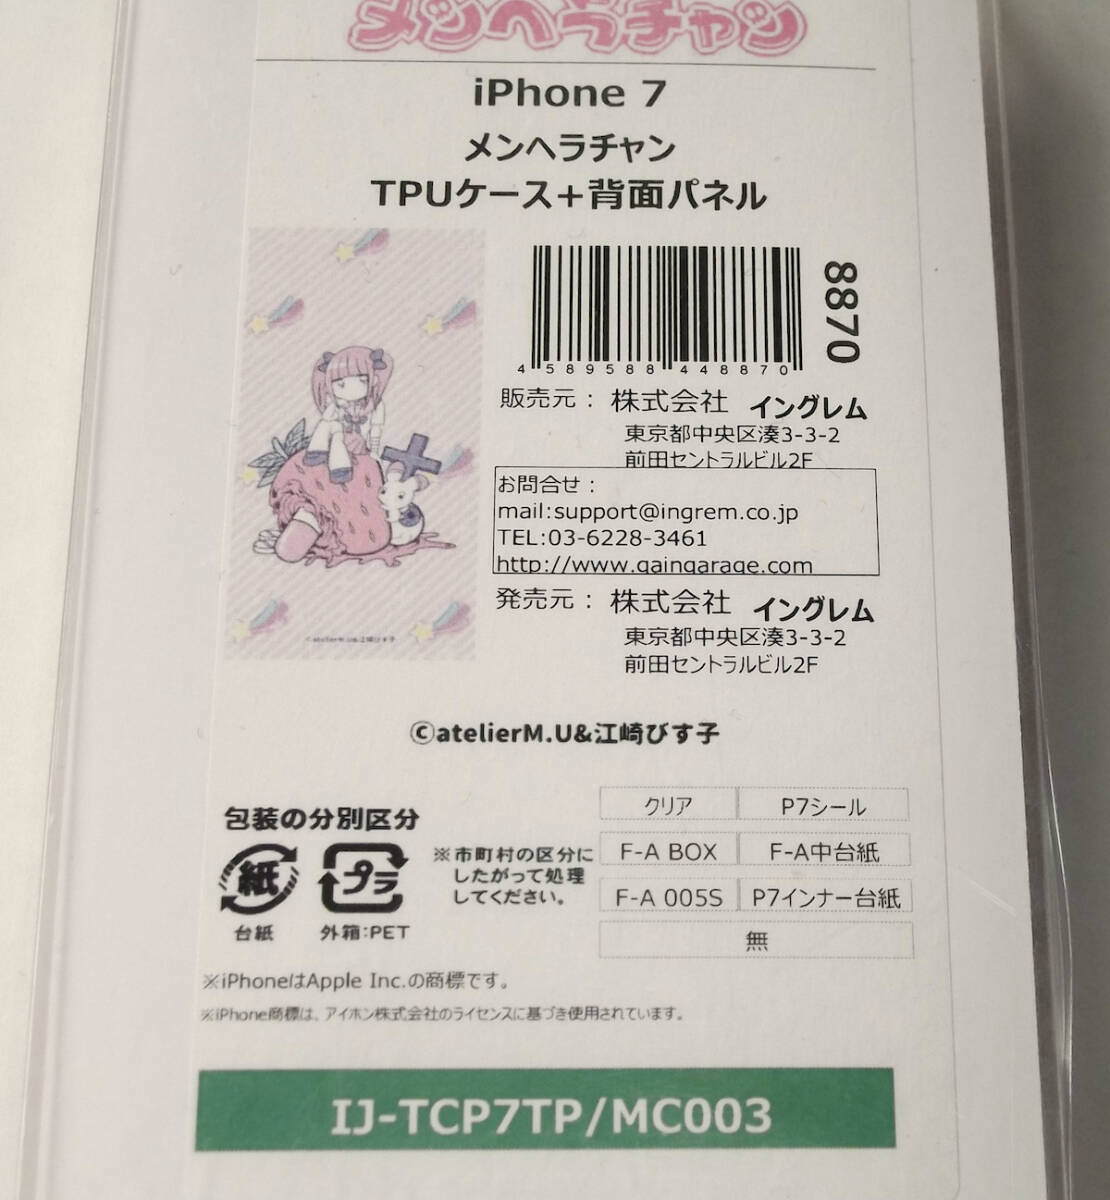 メンヘラチャン
iPhone 7
メンヘラチャン
TPUケース+背面パネル
4589588448870
8870
販売元： 株式会社 イングレム
東京都中央区湊3-3-2
前田セントラルビル2F
お問合せ：
mail:support@ingrem.co.jp
TEL:03-6228-3461
http://www.gaingarage.com
発売元： 株式会社 イングレム
東京都中央区湊3-3-2
前田セントラルビル2F
©atelierM.U&江崎びす子
©atelierM.U&江崎びす子
包装の分別区分
紙
プラ
台紙
外箱:PET
※市町村の区分に
したがって処理
してください。
クリア
P7シール
F-A BOX
F-A中台紙
F-A 005S
P7インナー台紙
無
※iPhoneはApple Inc.の商標です。
※iPhone商標は、アイホン株式会社のライセンスに基づき使用されています。
IJ-TCP7TP/MC003